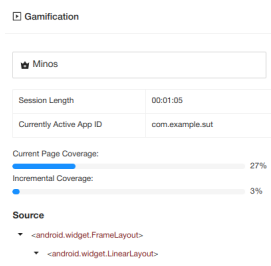 Gamification
Minos
Session Length 00:01:05
Currently Active App ID com.example.sut
Current Page Coverage:
27%
Incremental Coverage:
3%
Source
<android.widget.FrameLayout>
<android.widget.LinearLayout>